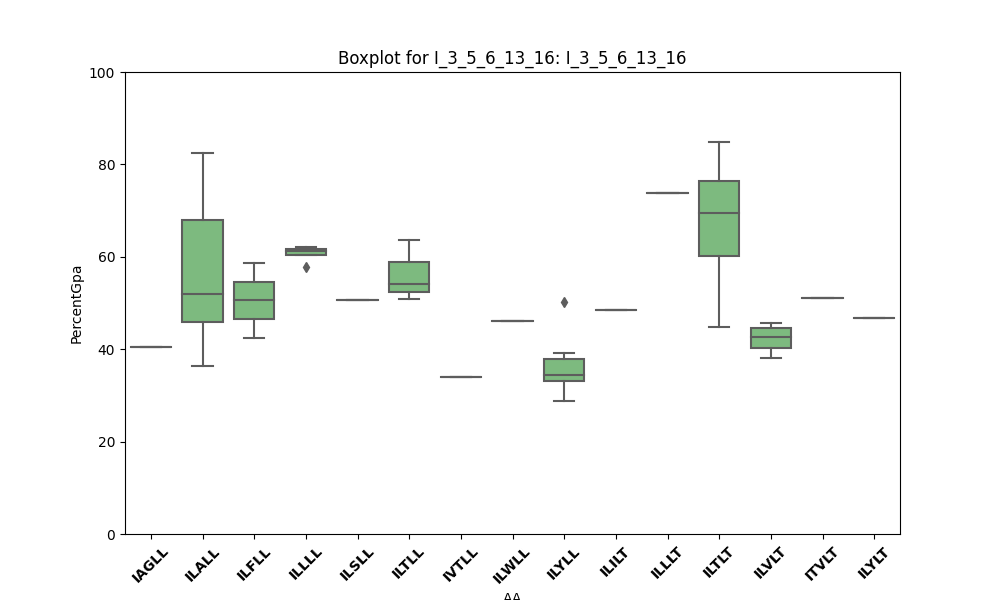 Boxplot for I_3_5_6_13_16: I_3_5_6_13_16
100
80
60
40
20
0
PercentGpa
IAGLL
ILALL
ILFLL
ILLLL
ILSLL
ILTLL
IVTLL
ILWLL
ILYLL
ILILT
ILLLT
ILTLT
ILVLT
ITVLT
ILYLT
AA